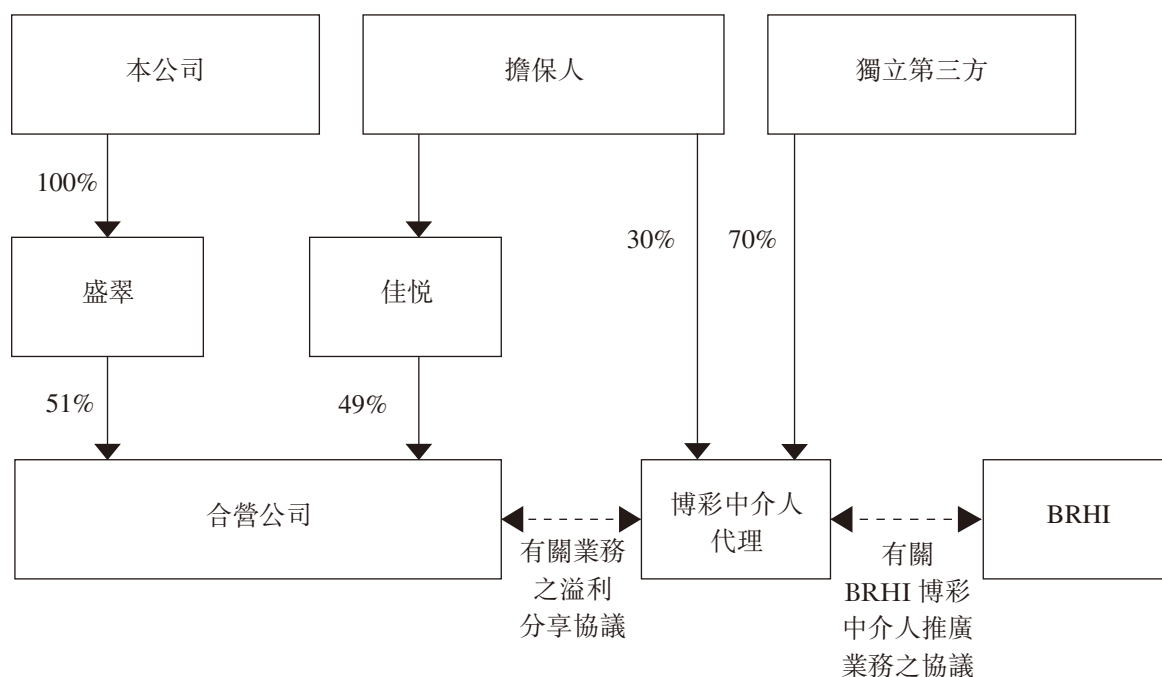 本公司
擔保人
獨立第三方
100%
30%
70%
盛翠
佳悦
51%
49%
合營公司
博彩中介人
代理
BRHI
有關業務
之溢利
分享協議
有關
BRHI 博彩
中介人推廣
業務之協議